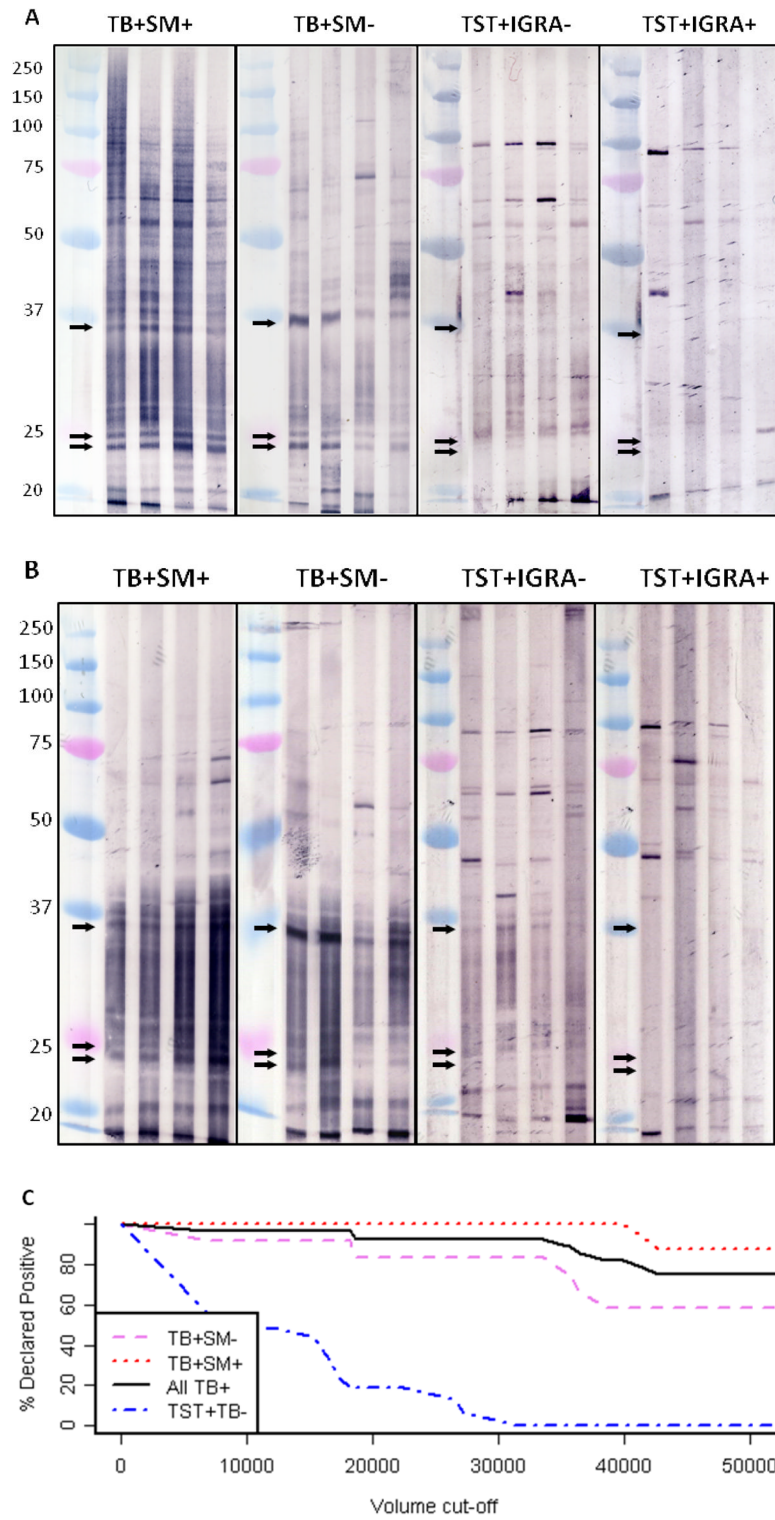 A
TB+SM+ TB+SM- TST+IGRA- TST+IGRA+
250
150
100
75
50
37
25
20
B
TB+SM+ TB+SM- TST+IGRA- TST+IGRA+
250
150
100
75
50
37
25
20
C
% Declared Positive
0 20 40 60 80
TB+SM-
TB+SM+
All TB+
TST+TB-
0 10000 20000 30000 40000 50000
Volume cut-off